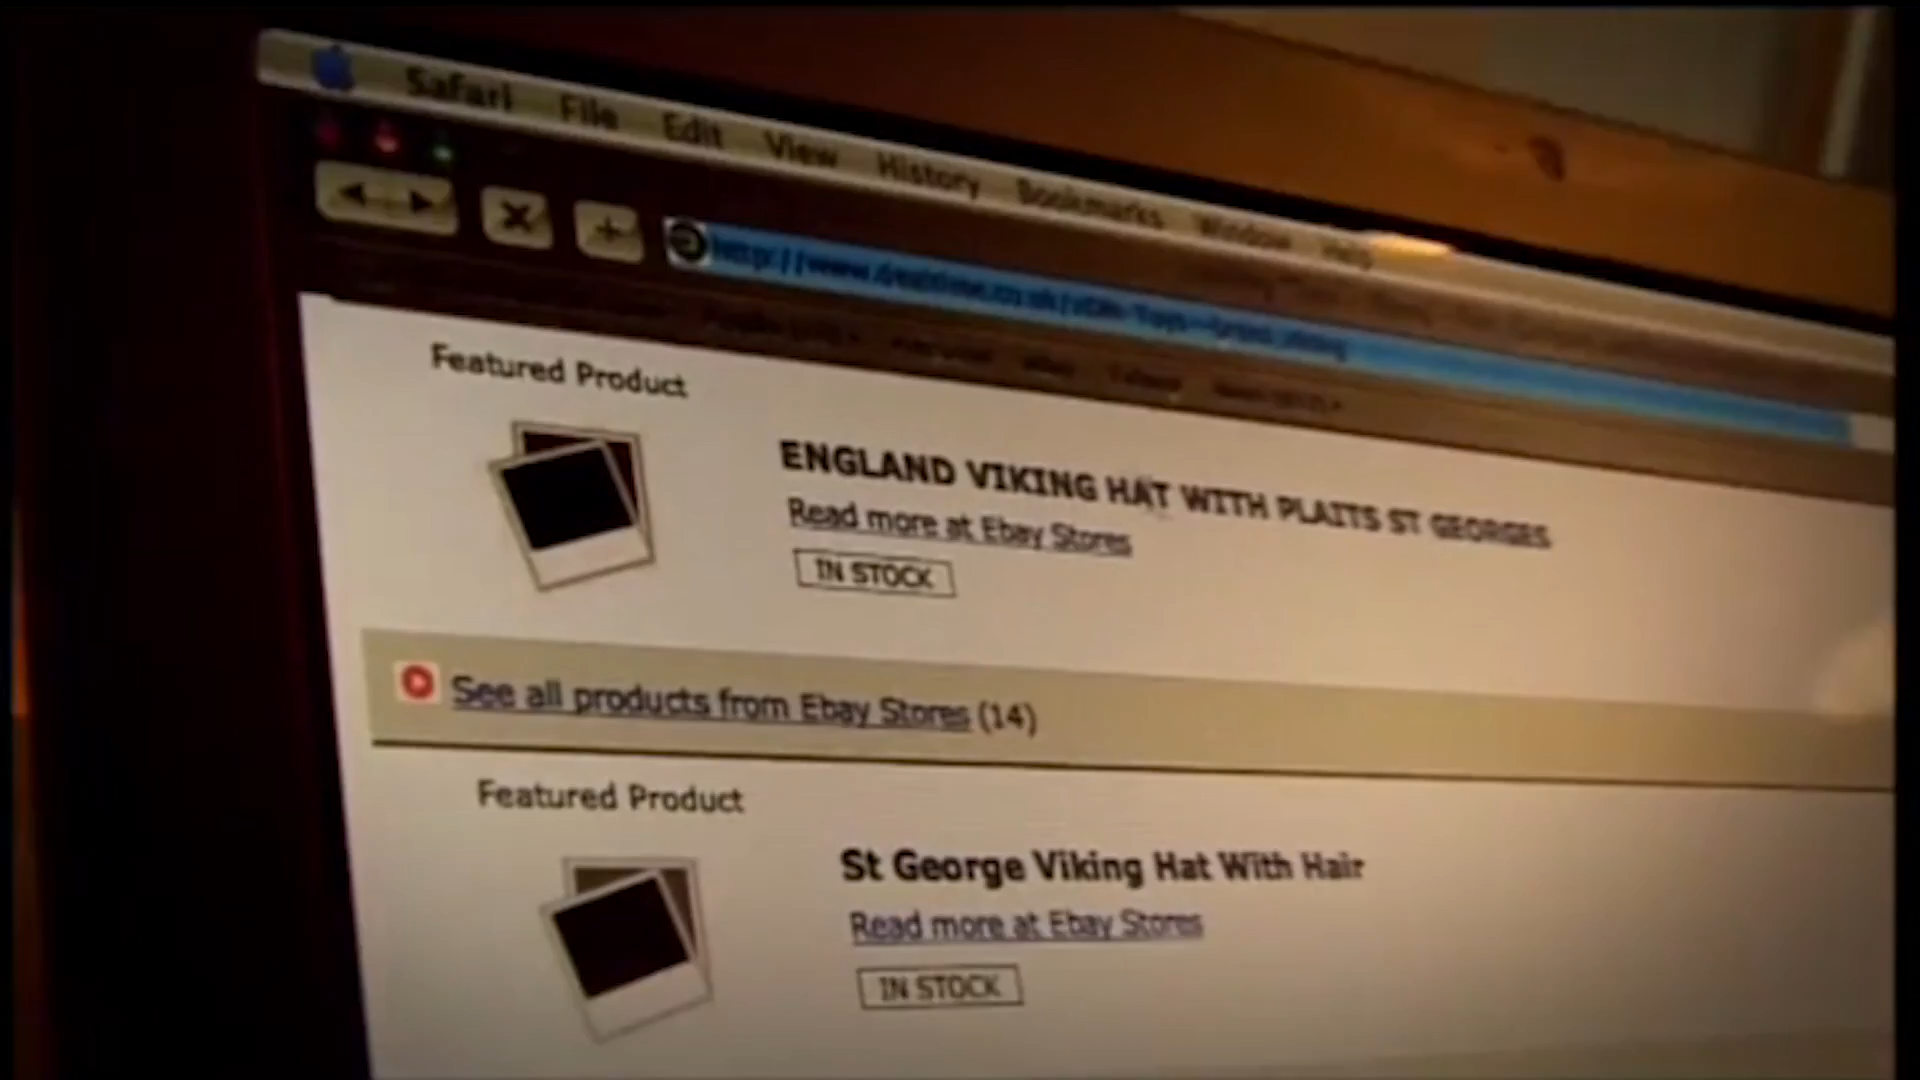 Safari File Edit View History Bookmarks Window Help
Featured Product
ENGLAND VIKING HAT WITH PLAITS ST GEORGES
Read more at Ebay Stores
IN STOCK
See all products from Ebay Stores (14)
Featured Product
St George Viking Hat With Hair
Read more at Ebay Stores
IN STOCK